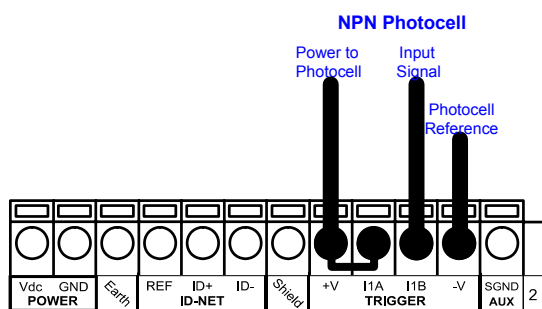 NPN Photocell
Power to
Photocell
Input
Signal
Photocell
Reference
Vdc GND Earth REF ID+ ID- Shield +V I1A I1B -V SGND
POWER ID-NET TRIGGER AUX 2